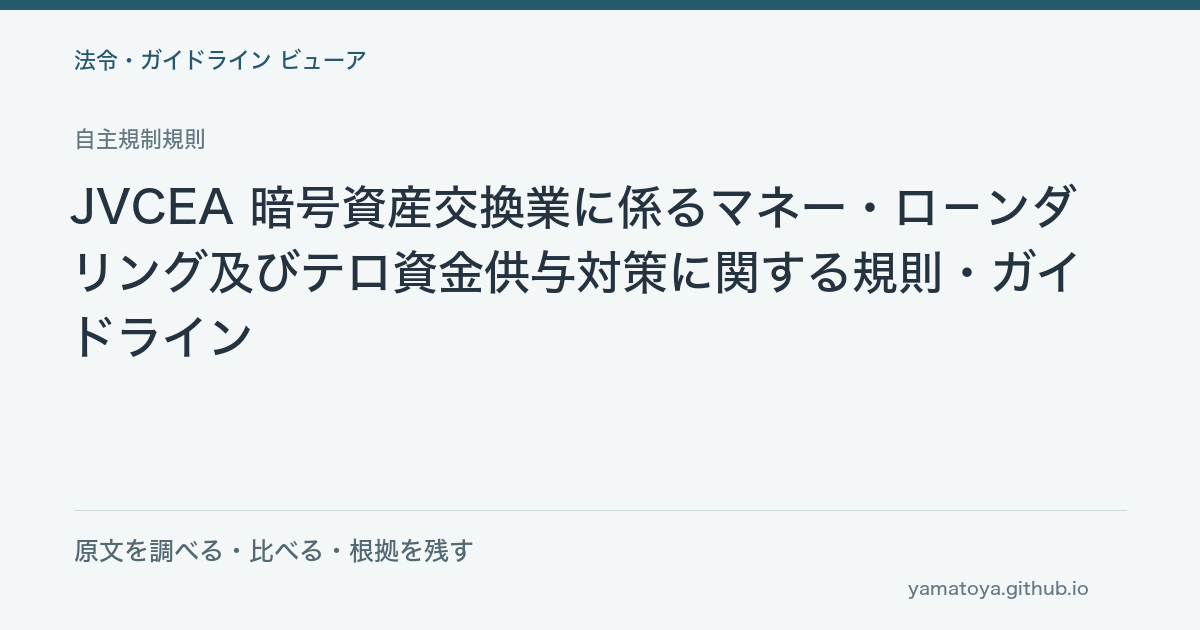 法令・ガイドライン ビューア
自主規制規則
JVCEA 暗号資産交換業に係るマネー・ローンダ
リング及びテロ資金供与対策に関する規則・ガイ
ドライン
原文を調べる・比べる・根拠を残す
yamatoya.github.io